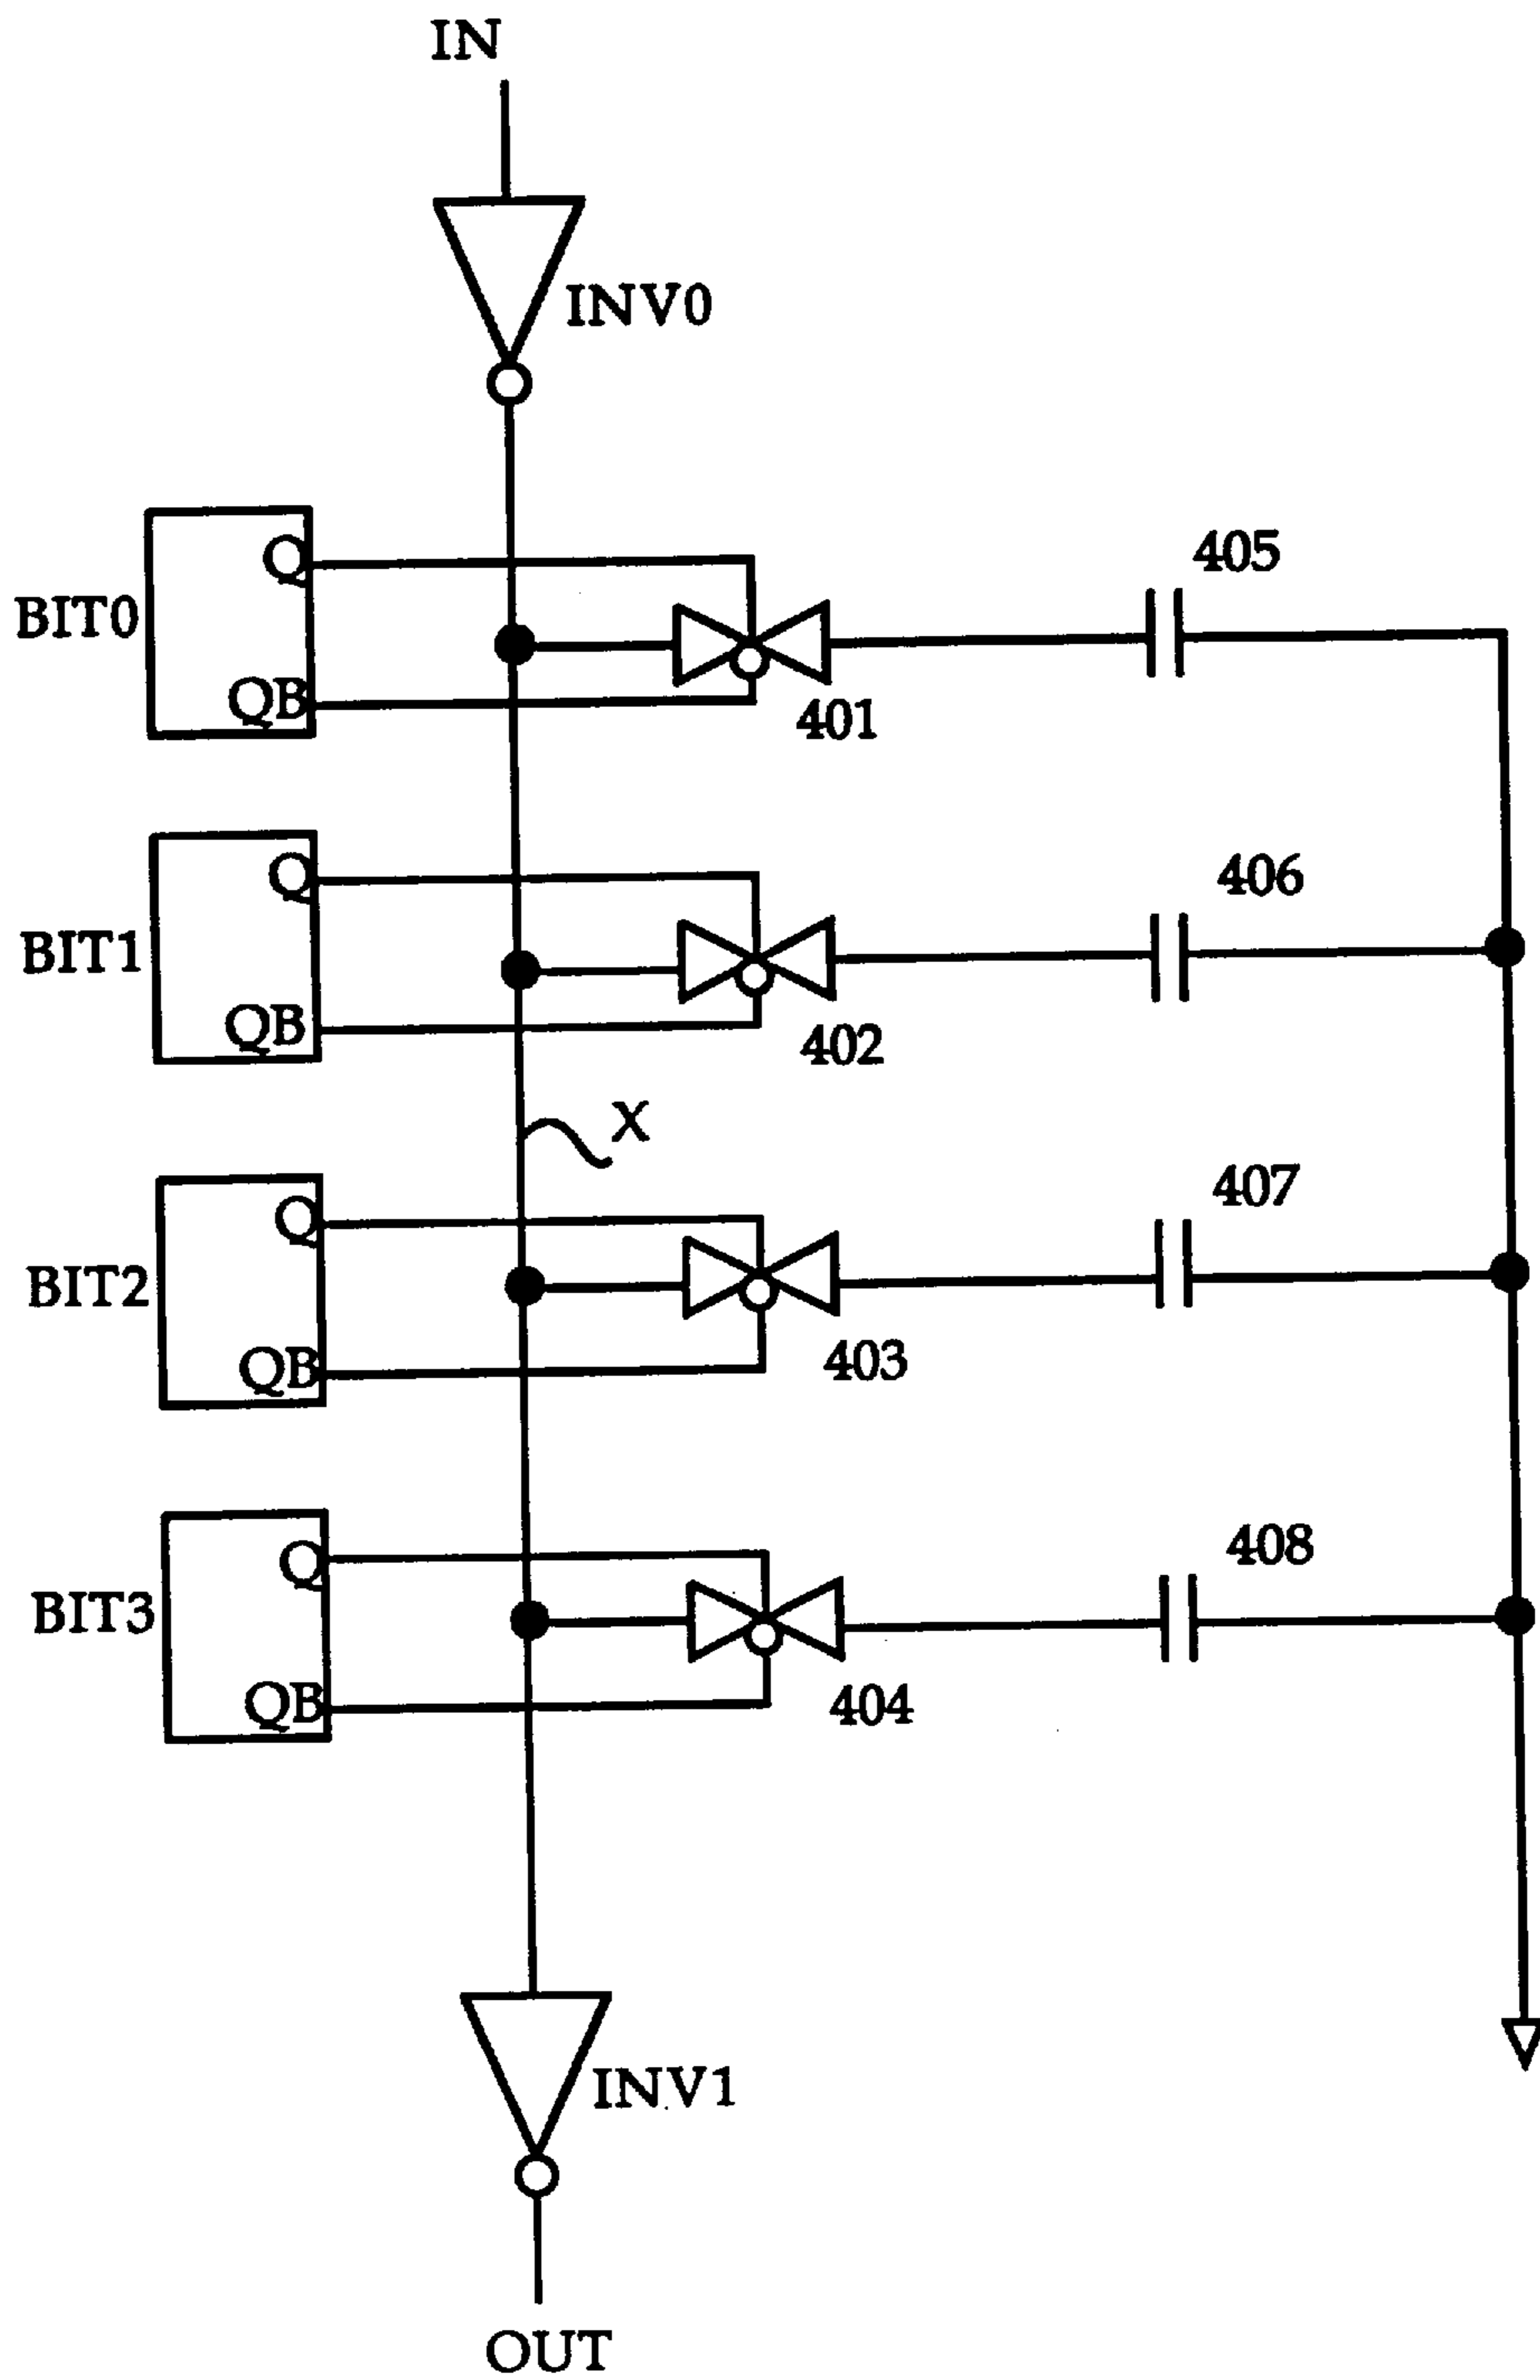 IN
INV0
BIT0
Q
QB
401
405
BIT1
Q
QB
402
406
X
BIT2
Q
QB
403
407
BIT3
Q
QB
404
408
INV1
OUT